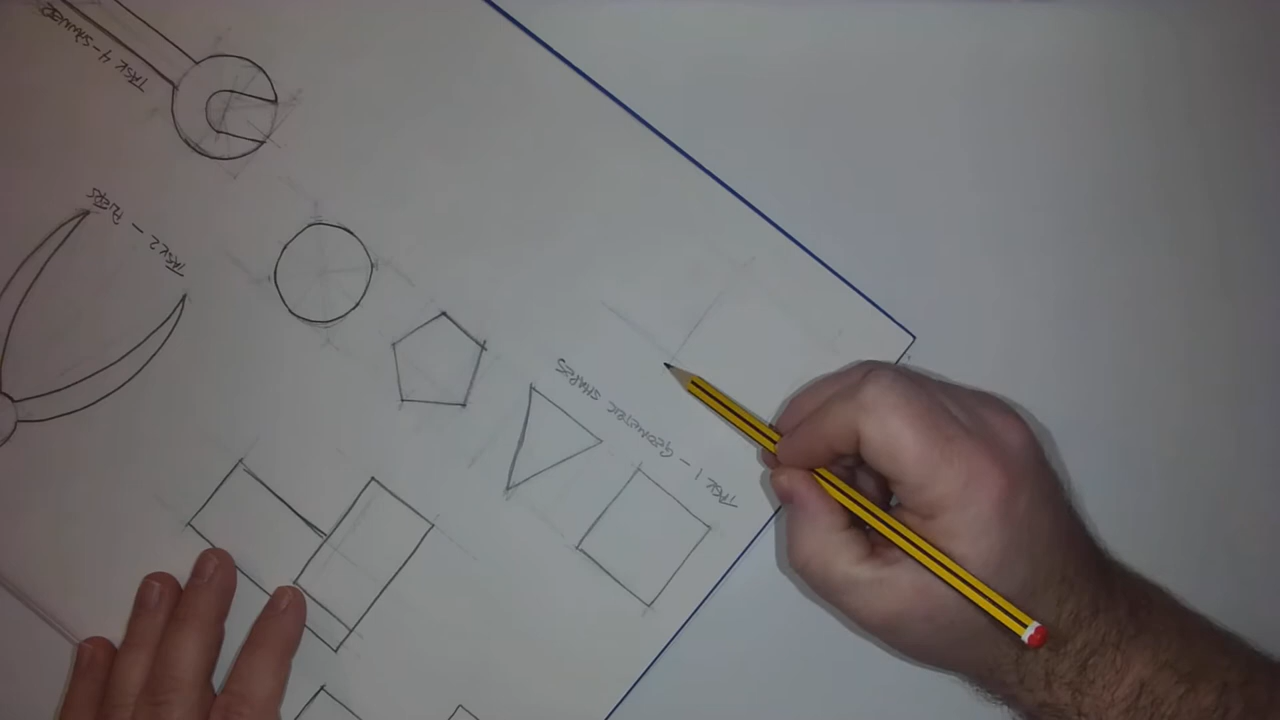 TASK 1 - GEOMETRIC SHAPES
TASK 2 - PLIERS
TASK 4 - SPANNER